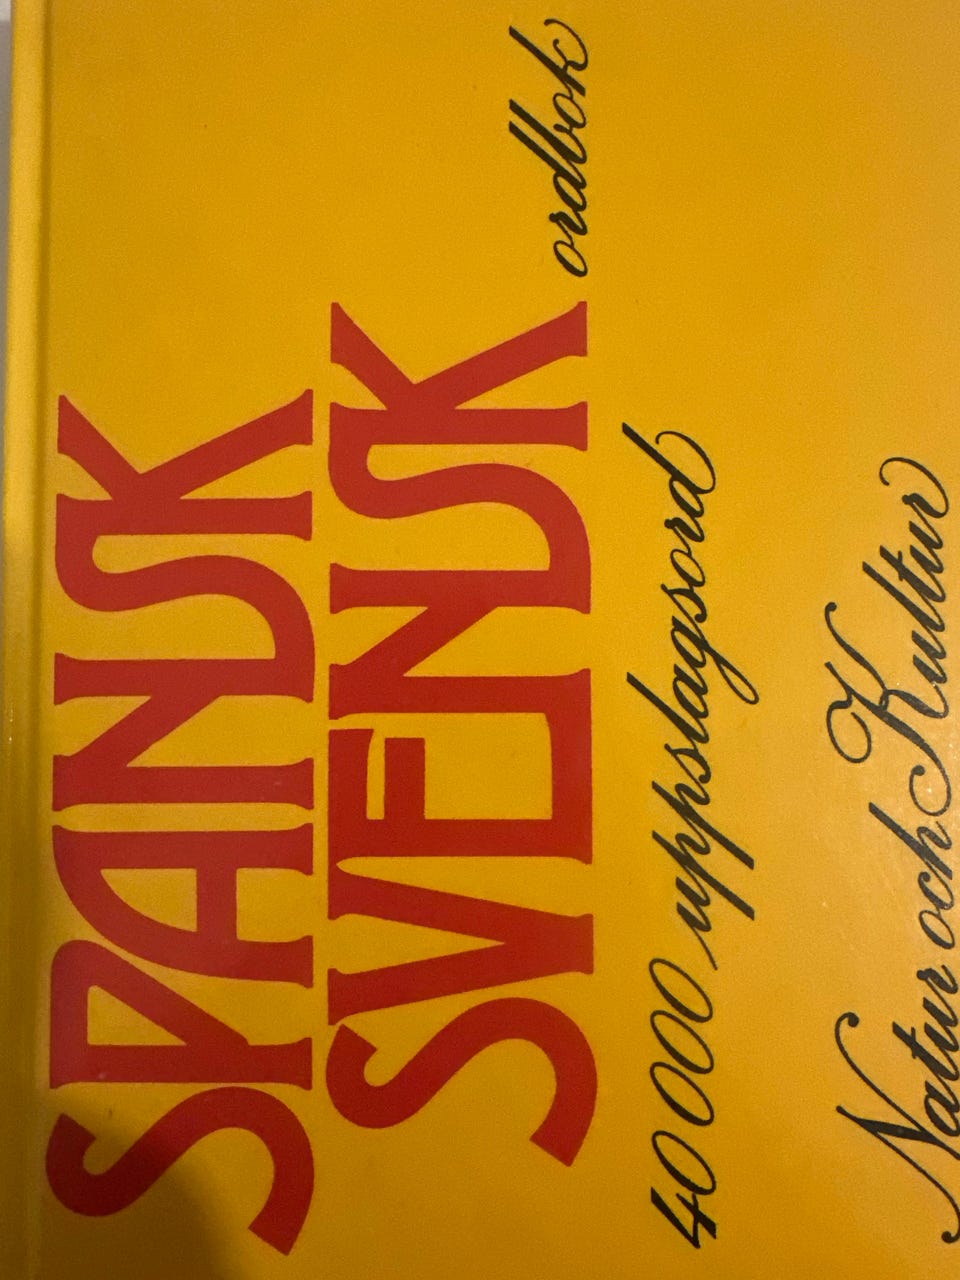 SPANSK
SVENSK ordbok
40 000 uppslagsord
Natur och Kultur